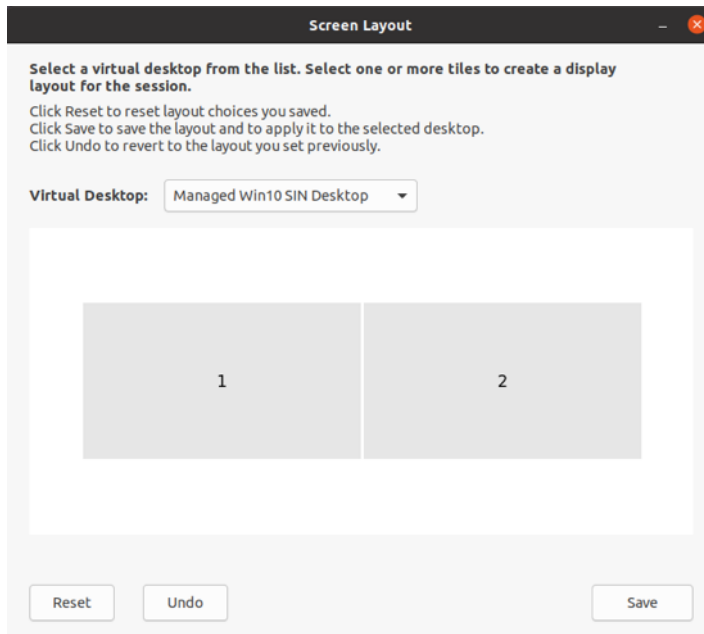 Screen Layout
Select a virtual desktop from the list. Select one or more tiles to create a display
layout for the session.
Click Reset to reset layout choices you saved.
Click Save to save the layout and to apply it to the selected desktop.
Click Undo to revert to the layout you set previously.
Virtual Desktop: Managed Win10 SIN Desktop
1 2
Reset Undo Save